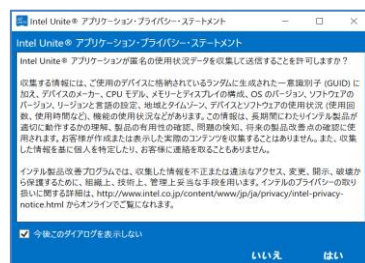 Intel Unite® アプリケーション・プライバシー・ステートメント
Intel Unite® アプリケーション・プライバシー・ステートメント
Intel Unite® アプリケーションが匿名の使用状況データを収集して送信することを許可しますか?
収集する情報には、ご使用のデバイスに格納されているランダムに生成された一意識別子 (GUID) に
加え、デバイスのメーカー、CPU モデル、メモリーとディスプレイの構成、OS のバージョン、ソフトウェアの
バージョン、リージョンと言語の設定、地域とタイムゾーン、デバイスとソフトウェアの使用状況 (使用回
数、使用時間など)、機能の使用状況などがあります。この情報は、長期間にわたりインテル製品が
適切に動作するかの理解、製品の有用性の確認、問題の検知、将来の製品改善点の確認に使
用されます。お客様が作成または表示した実際のコンテンツを収集することはありません。また、収集
した情報を基に個人を特定したり、お客様に連絡を取ることもありません。
インテル製品改善プログラムでは、収集した情報を不正または違法なアクセス、変更、開示、破壊か
ら保護するために、組織上、技術上、管理上妥当な手段を用います。インテルのプライバシーの取り
扱いに関する詳細は、http://www.intel.co.jp/content/www/jp/ja/privacy/intel-privacy-
notice.html からオンラインでご覧になれます。
今後このダイアログを表示しない
いいえ はい